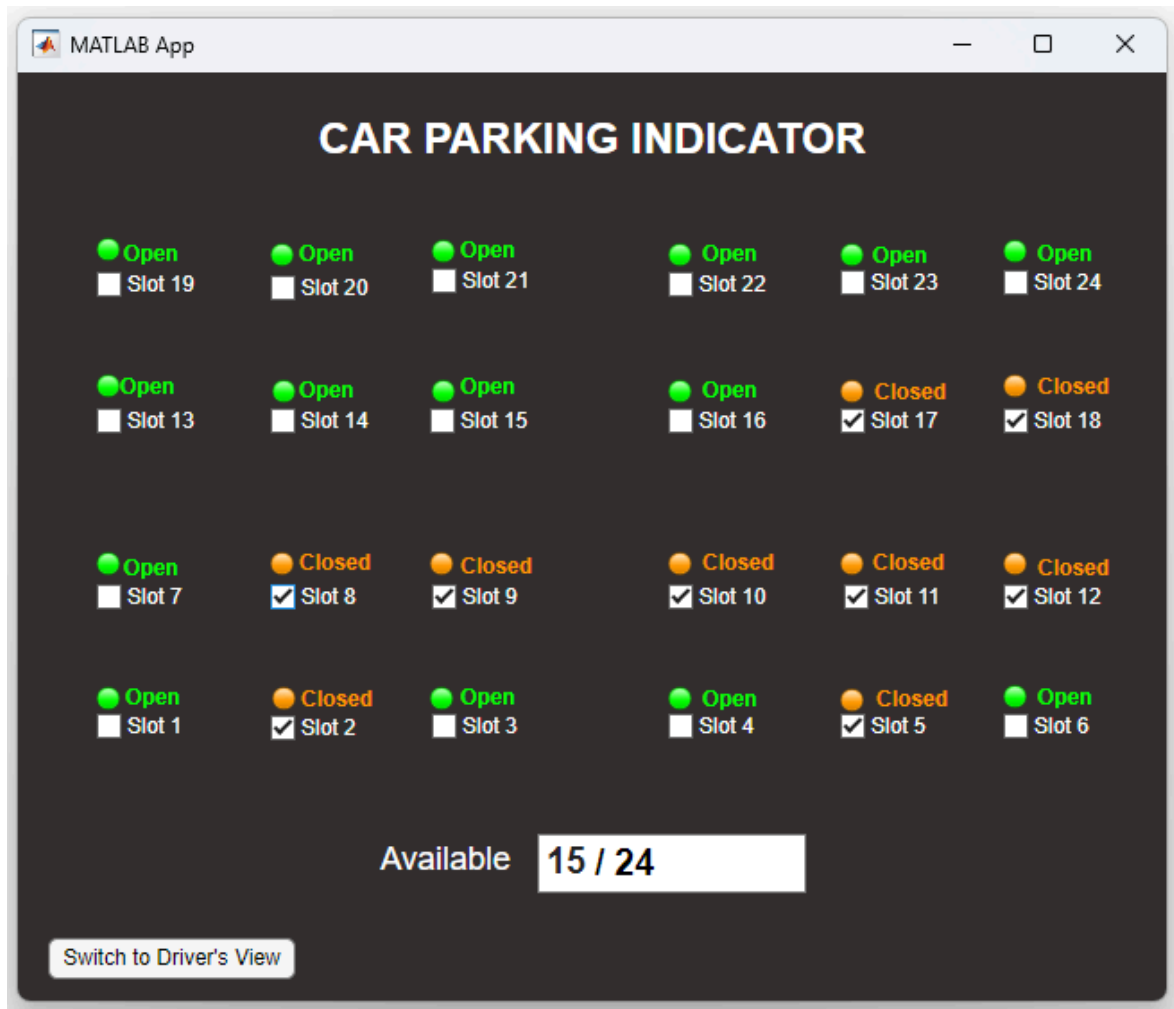 MATLAB App
CAR PARKING INDICATOR
Open Open Open Open Open Open
Slot 19 Slot 20 Slot 21 Slot 22 Slot 23 Slot 24
Open Open Open Open Closed Closed
Slot 13 Slot 14 Slot 15 Slot 16 Slot 17 Slot 18
Open Closed Closed Closed Closed Closed
Slot 7 Slot 8 Slot 9 Slot 10 Slot 11 Slot 12
Open Closed Open Open Closed Open
Slot 1 Slot 2 Slot 3 Slot 4 Slot 5 Slot 6
Available 15 / 24
Switch to Driver's View